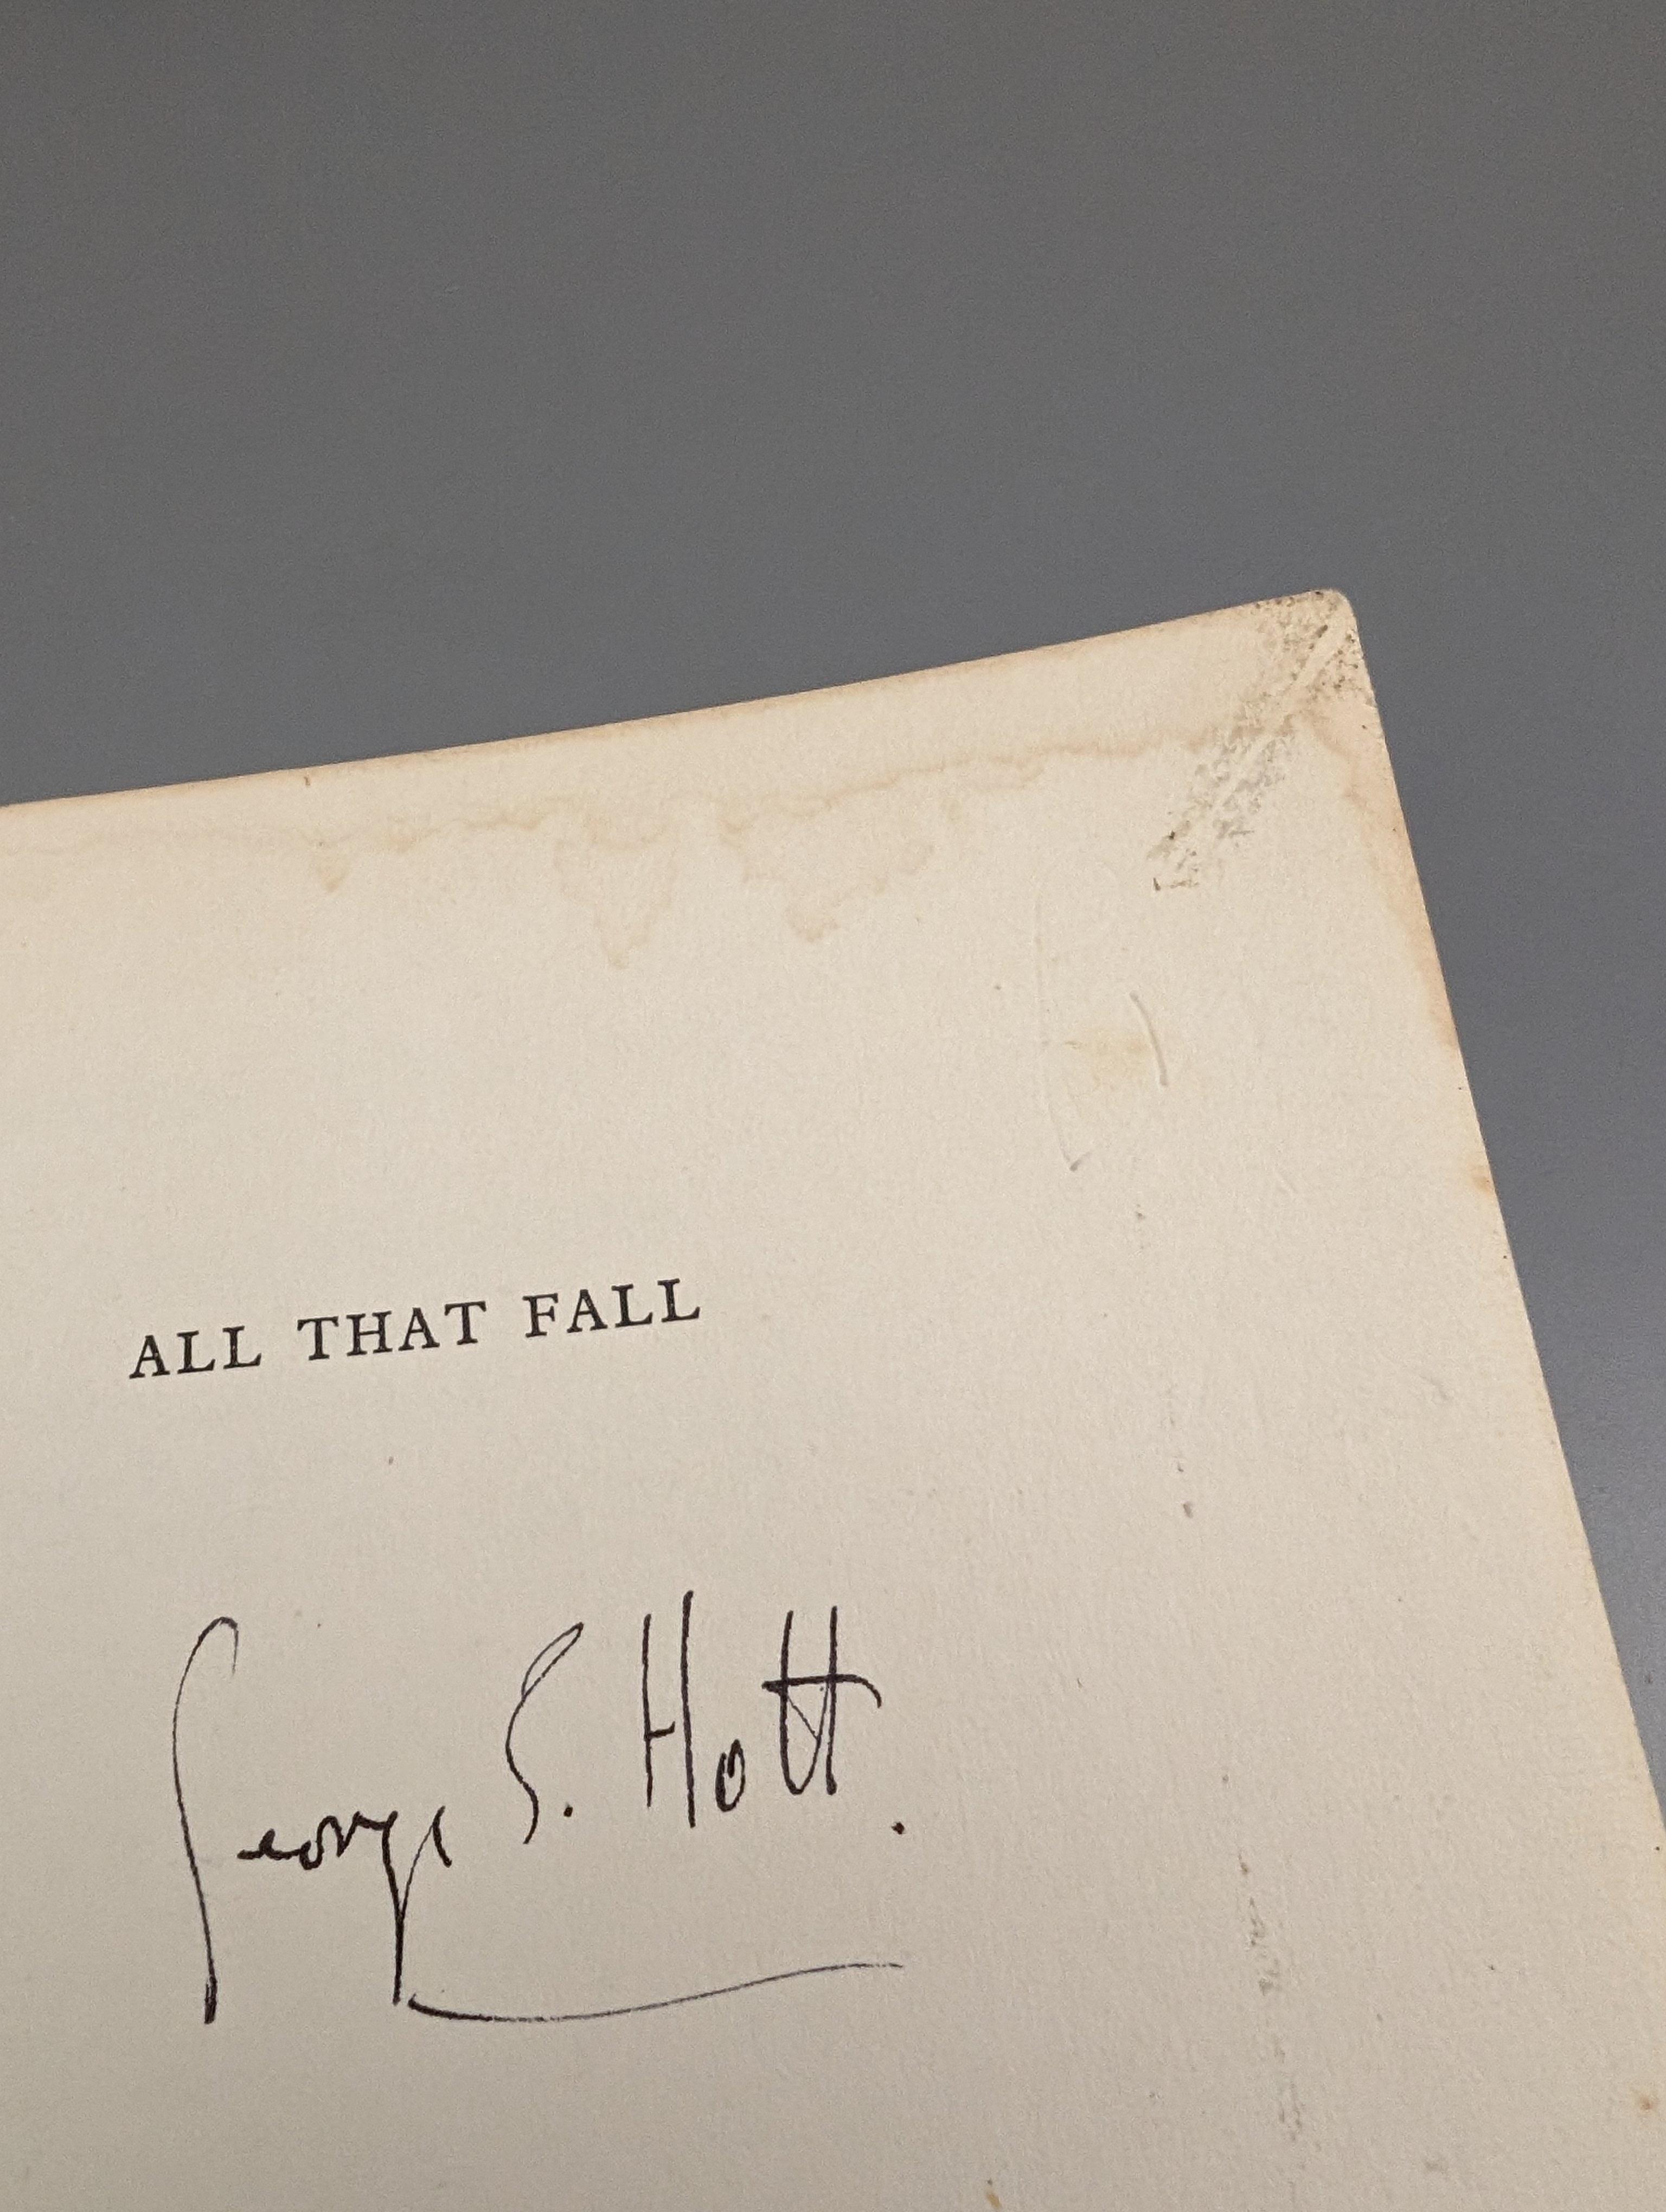 ALL THAT FALL
George S. Hott.